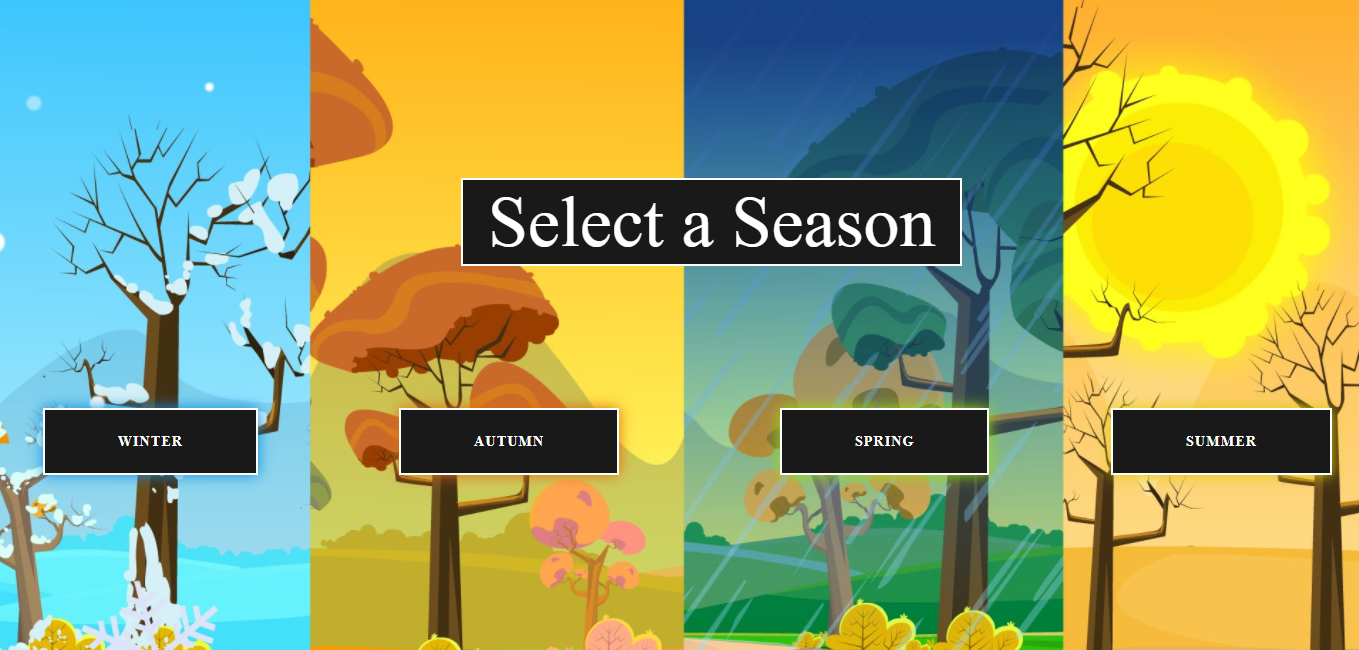 Select a Season
WINTER
AUTUMN
SPRING
SUMMER